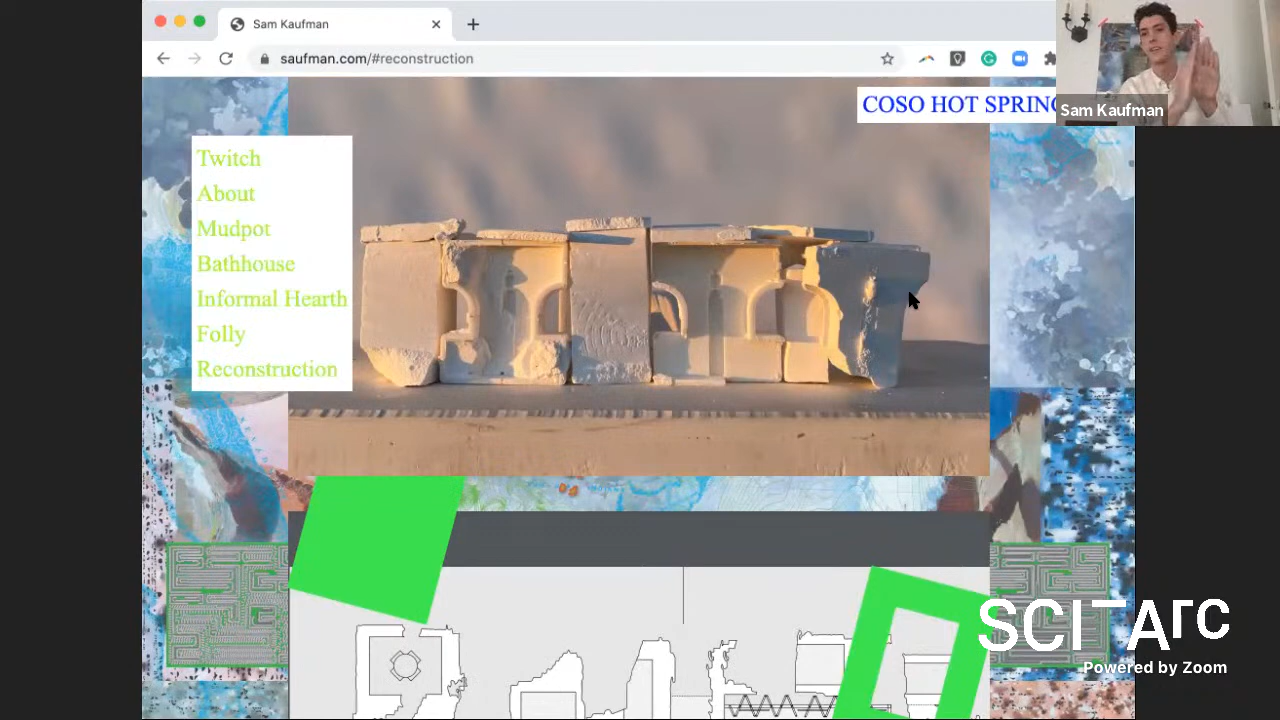 Sam Kaufman
saufman.com/#reconstruction
COSO HOT SPRING
Sam Kaufman
Twitch
About
Mudpot
Bathhouse
Informal Hearth
Folly
Reconstruction
SCI-Arc
Powered by Zoom